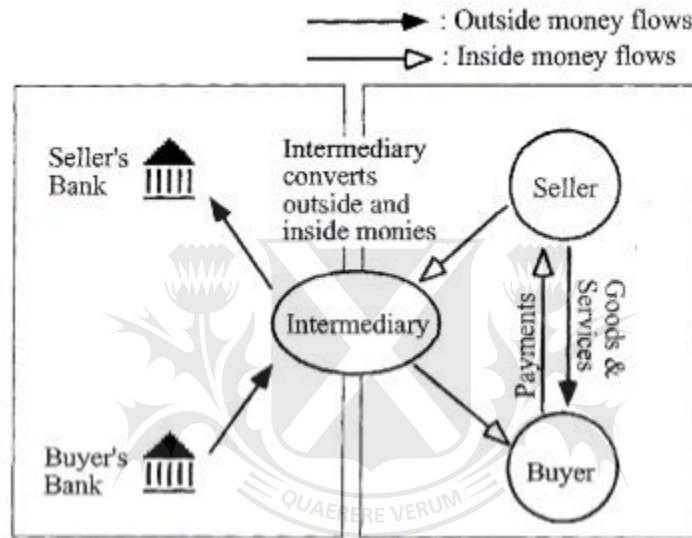 : Outside money flows
: Inside money flows
Seller's
Bank
Intermediary
converts
outside and
inside monies
Seller
Intermediary
Payments
Goods &
Services
Buyer's
Bank
Buyer
QUAERERE VERUM